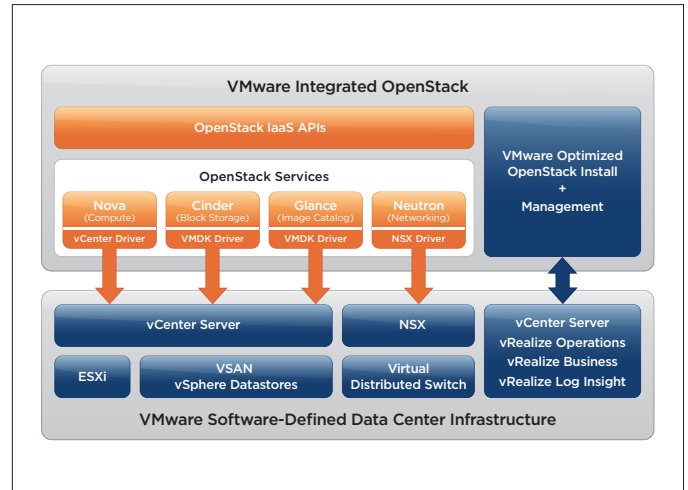 VMware Integrated OpenStack
OpenStack IaaS APIs
OpenStack Services
Nova
(Compute)
vCenter Driver
Cinder
(Block Storage)
VMDK Driver
Glance
(Image Catalog)
VMDK Driver
Neutron
(Networking)
NSX Driver
VMware Optimized
OpenStack Install
+
Management
vCenter Server
NSX
ESXi
VSAN
vSphere Datastores
Virtual
Distributed Switch
vCenter Server
vRealize Operations
vRealize Business
vRealize Log Insight
VMware Software-Defined Data Center Infrastructure